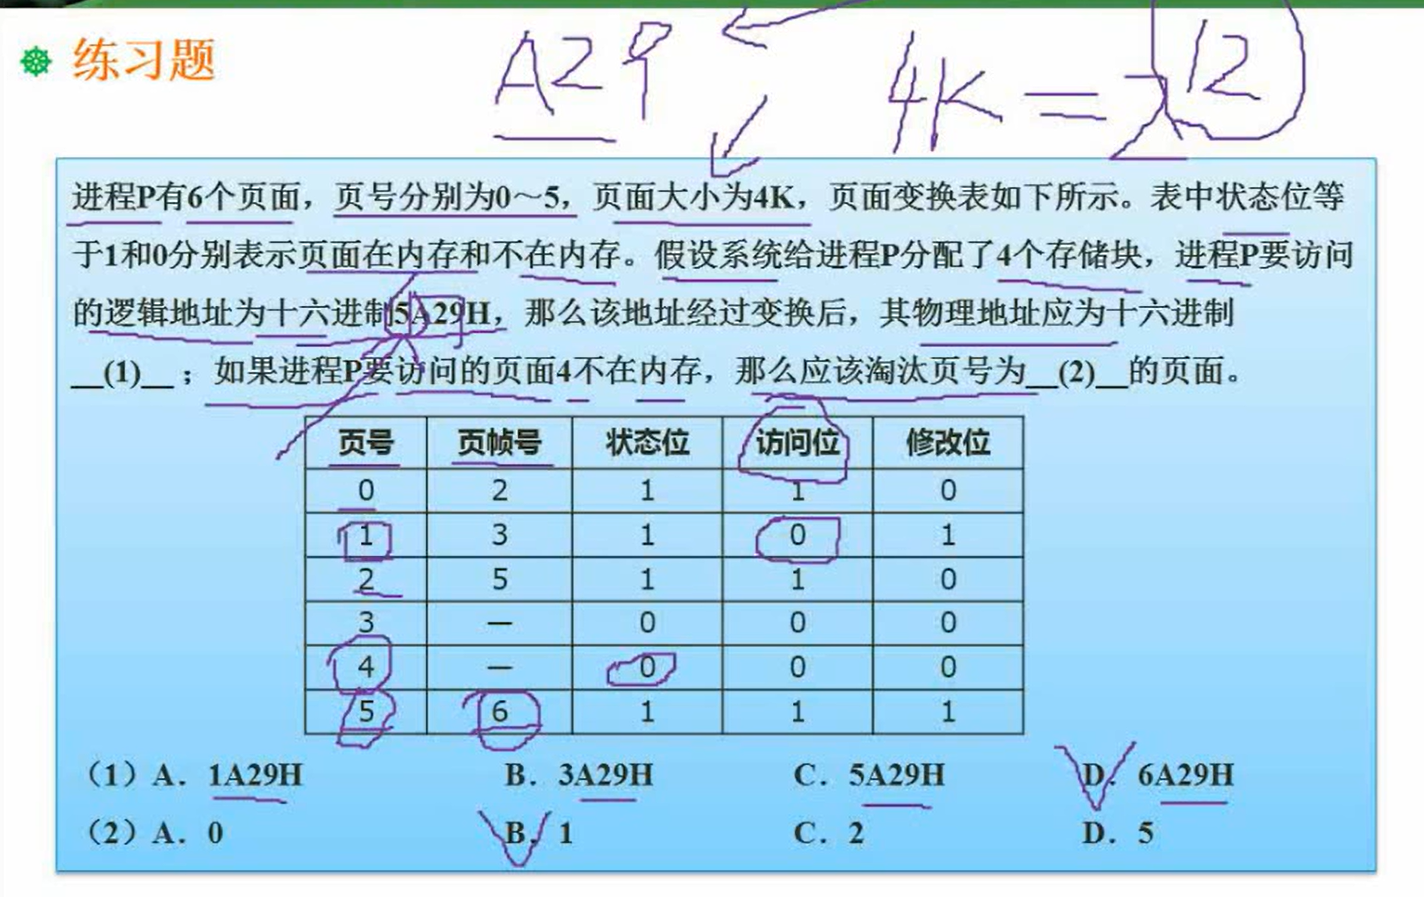 练习题
A29
4K=2 12
进程P有6个页面，页号分别为0～5，页面大小为4K，页面变换表如下所示。表中状态位等
于1和0分别表示页面在内存和不在内存。假设系统给进程P分配了4个存储块，进程P要访问
的逻辑地址为十六进制5A29H，那么该地址经过变换后，其物理地址应为十六进制
__(1)__；如果进程P要访问的页面4不在内存，那么应该淘汰页号为__(2)__的页面。
页号 页帧号 状态位 访问位 修改位
0 2 1 1 0
1 3 1 0 1
2 5 1 1 0
3 — 0 0 0
4 — 0 0 0
5 6 1 1 1
（1）A．1A29H B．3A29H C．5A29H D．6A29H
（2）A．0 B．1 C．2 D．5